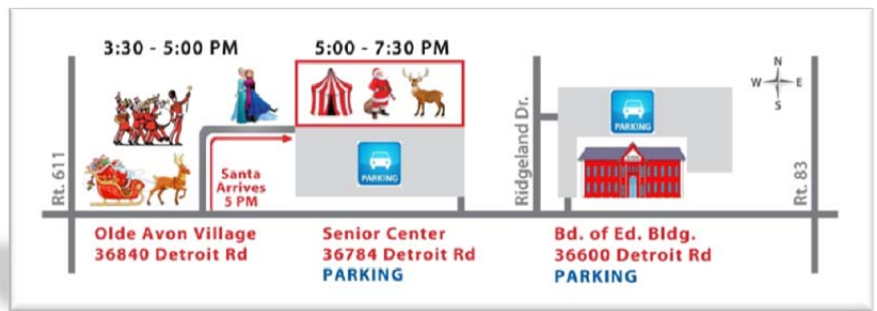 3:30 - 5:00 PM
5:00 - 7:30 PM
N
W E
S
Rt. 611
Santa
Arrives
5 PM
PARKING
Ridgeland Dr.
PARKING
Rt. 83
Olde Avon Village
36840 Detroit Rd
Senior Center
36784 Detroit Rd
PARKING
Bd. of Ed. Bldg.
36600 Detroit Rd
PARKING